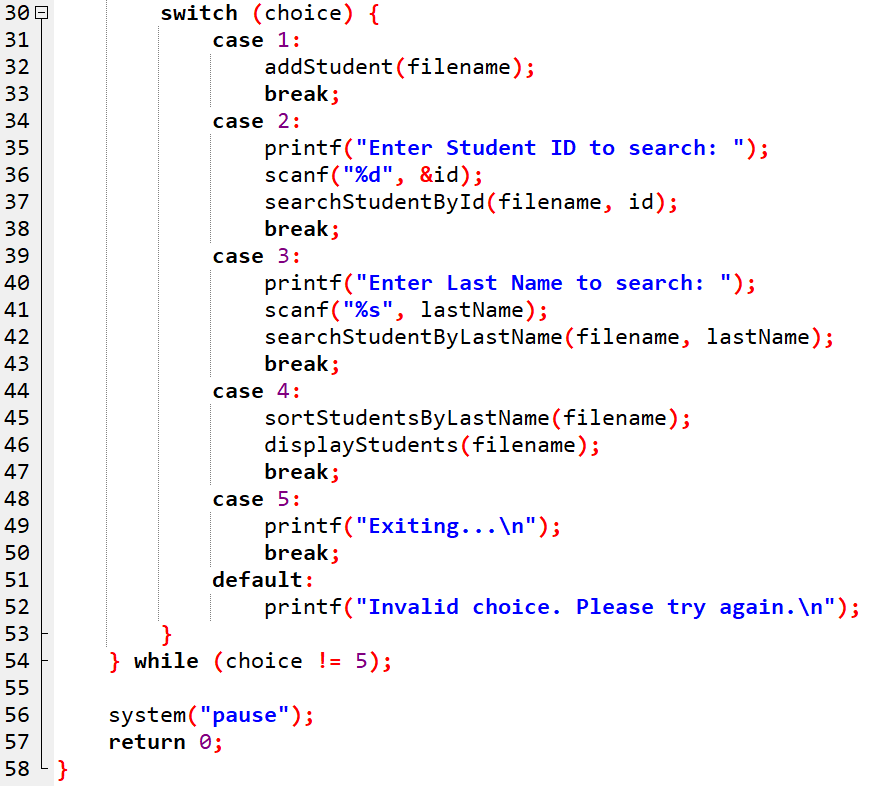 30 switch (choice) {
31 case 1:
32 addStudent(filename);
33 break;
34 case 2:
35 printf("Enter Student ID to search: ");
36 scanf("%d", &id);
37 searchStudentById(filename, id);
38 break;
39 case 3:
40 printf("Enter Last Name to search: ");
41 scanf("%s", lastName);
42 searchStudentByLastName(filename, lastName);
43 break;
44 case 4:
45 sortStudentsByLastName(filename);
46 displayStudents(filename);
47 break;
48 case 5:
49 printf("Exiting...\n");
50 break;
51 default:
52 printf("Invalid choice. Please try again.\n");
53 }
54 } while (choice != 5);
55
56 system("pause");
57 return 0;
58 }